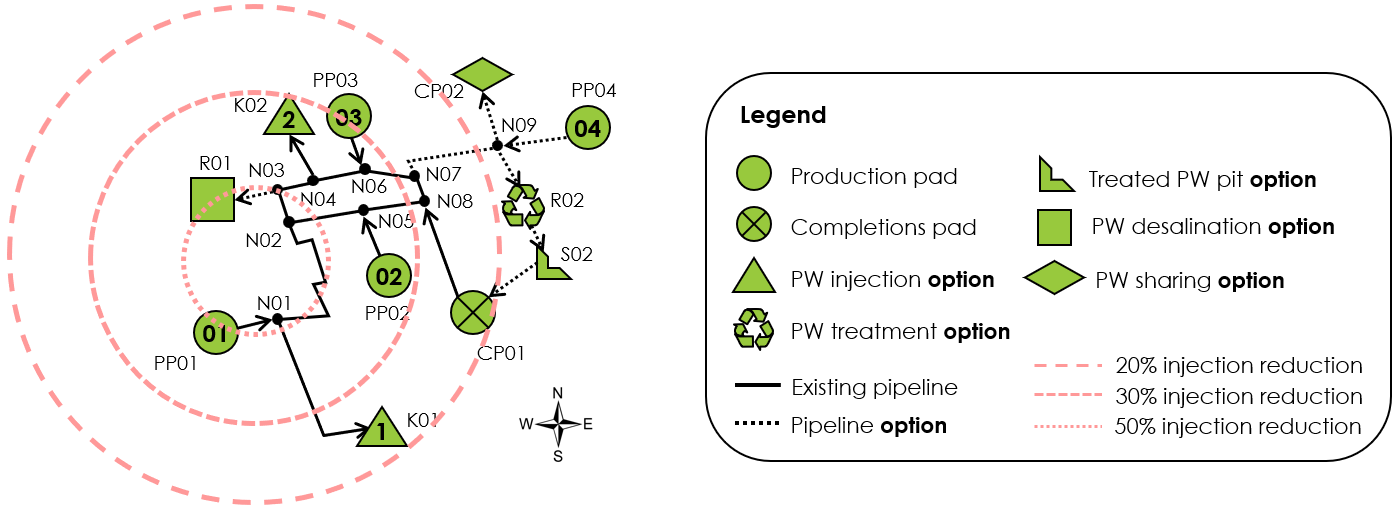 PP03
CP02
PP04
K02
2
03
04
N09
R01
N03
N07
N06
N04
N08
R02
N05
N02
S02
02
N01
PP02
01
CP01
PP01
1
K01
N
W
E
S
Legend
Production pad
Treated PW pit option
Completions pad
PW desalination option
PW injection option
PW sharing option
PW treatment option
20% injection reduction
Existing pipeline
30% injection reduction
Pipeline option
50% injection reduction